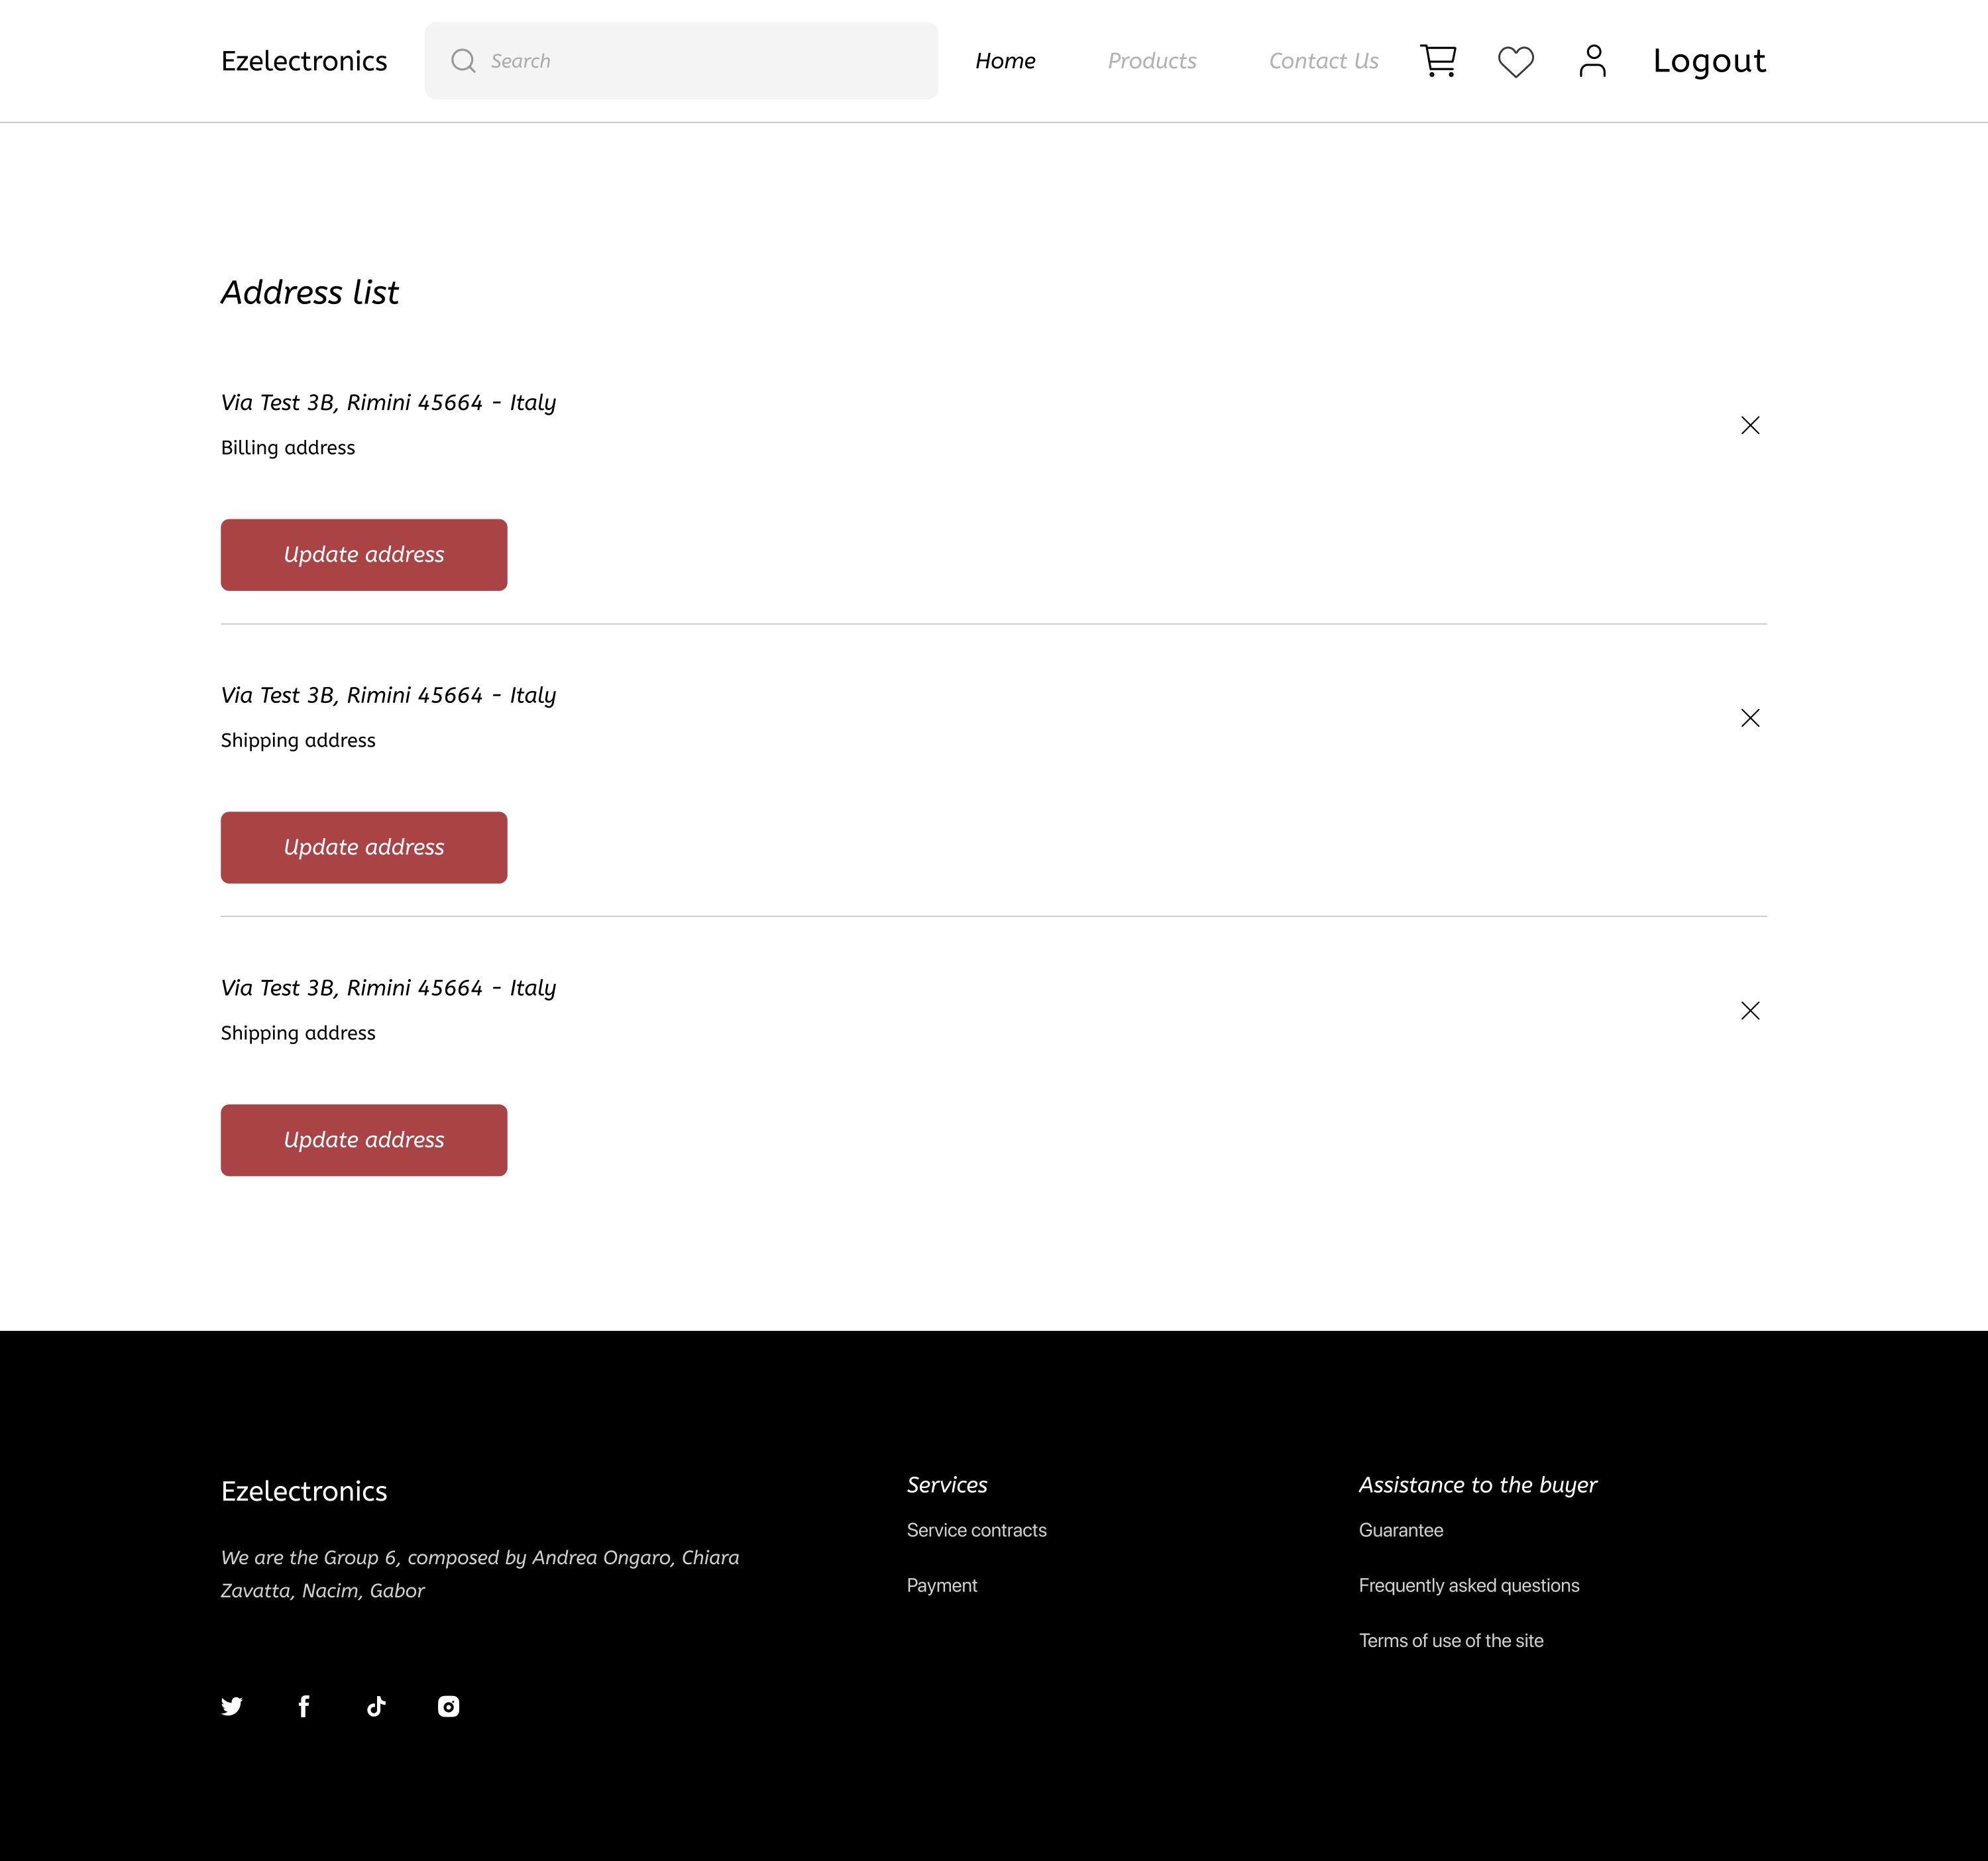 Ezelectronics
Search
Home
Products
Contact Us
Logout
Address list
Via Test 3B, Rimini 45664 - Italy
Billing address
Update address
Via Test 3B, Rimini 45664 - Italy
Shipping address
Update address
Via Test 3B, Rimini 45664 - Italy
Shipping address
Update address
Ezelectronics
We are the Group 6, composed by Andrea Ongaro, Chiara
Zavatta, Nacim, Gabor
Services
Service contracts
Payment
Assistance to the buyer
Guarantee
Frequently asked questions
Terms of use of the site